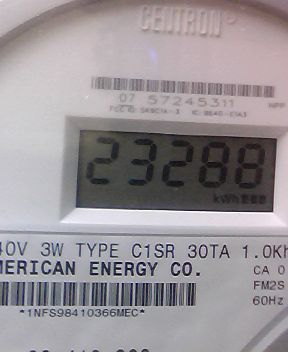 CENTRON
07 57245311
23288
kWh
40V 3W TYPE C1SR 30TA 1.0Kh
MERICAN ENERGY CO.
CA 0
FM2S
60Hz
*1NFS98410366MEC*